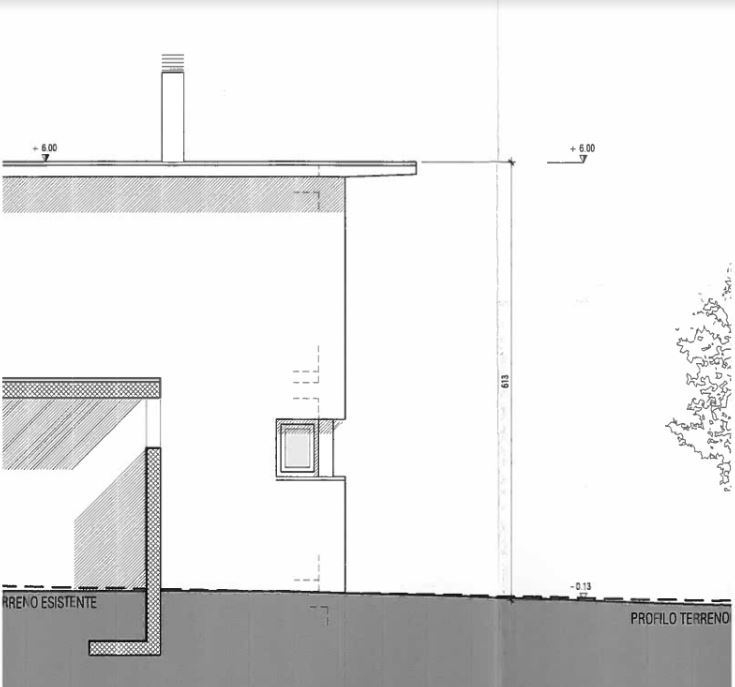 + 6.00
+ 6.00
613
- 0.13
RRENO ESISTENTE
PROFILO TERRENO